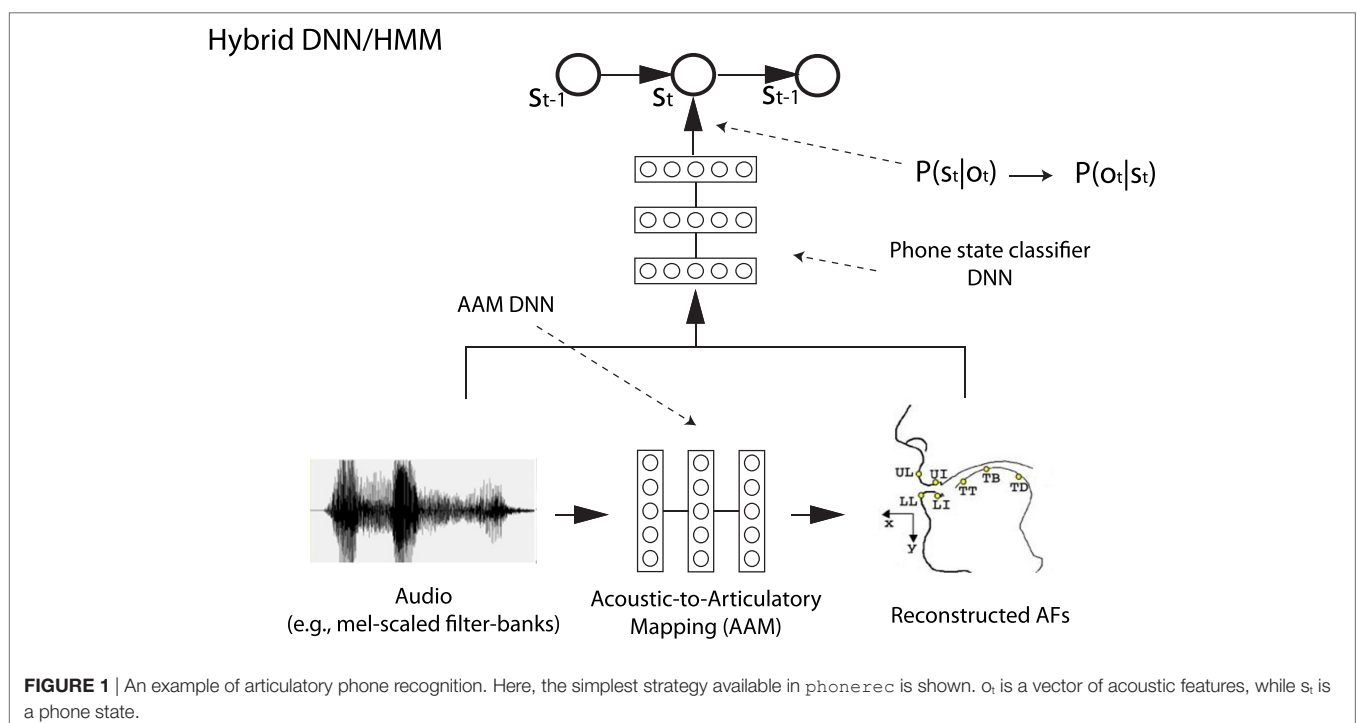 Hybrid DNN/HMM
St-1 St St-1
P(st|ot) → P(ot|st)
Phone state classifier
DNN
AAM DNN
UL UI TB TD
LL LI TT
x
y
Audio
(e.g., mel-scaled filter-banks)
Acoustic-to-Articulatory
Mapping (AAM)
Reconstructed AFs
FIGURE 1 | An example of articulatory phone recognition. Here, the simplest strategy available in phonerec is shown. ot is a vector of acoustic features, while st is
a phone state.